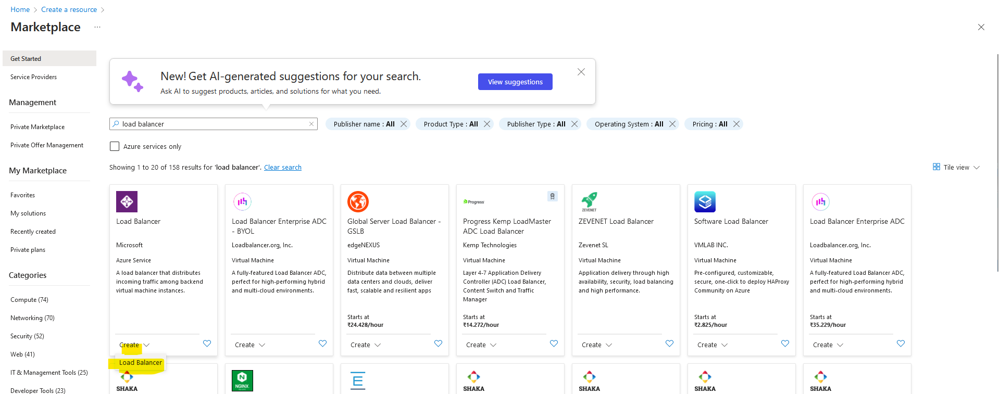 Home > Create a resource >
Marketplace ...
Get Started
Service Providers
Management
Private Marketplace
Private Offer Management
My Marketplace
Favorites
My solutions
Recently created
Private plans
Categories
Compute (74)
Networking (70)
Security (52)
Web (41)
IT & Management Tools (25)
Developer Tools (23)
New! Get AI-generated suggestions for your search.
Ask AI to suggest products, articles, and solutions for what you need.
View suggestions
load balancer
Publisher name : All
Product Type : All
Publisher Type : All
Operating System : All
Pricing : All
Azure services only
Showing 1 to 20 of 158 results for 'load balancer'. Clear search
Tile view
Load Balancer
Microsoft
Azure Service
A load balancer that distributes
incoming traffic among backend
virtual machine instances.
Create
Load Balancer
Load Balancer Enterprise ADC
- BYOL
Loadbalancer.org, Inc.
Virtual Machine
A fully-featured Load Balancer ADC,
perfect for high-performing hybrid
and multi-cloud environments.
Create
Global Server Load Balancer -
GSLB
edgeNEXUS
Virtual Machine
Distribute data between multiple
data centers and clouds, deliver
fast, scalable and resilient apps
Starts at
₹24.428/hour
Create
Progress
Progress Kemp LoadMaster
ADC Load Balancer
Kemp Technologies
Virtual Machine
Layer 4-7 Application Delivery
Controller (ADC) Load Balancer,
Content Switch and Traffic
Manager
Starts at
₹14.272/hour
Create
ZEVENET
ZEVENET Load Balancer
Zevenet SL
Virtual Machine
Application delivery through high
availability, security, load balancing
and high performance.
Create
Software Load Balancer
VMLAB INC.
Virtual Machine
Pre-configured, customizable,
secure, one-click to deploy HAProxy
Community on Azure
Starts at
₹2.825/hour
Create
Load Balancer Enterprise ADC
Loadbalancer.org, Inc.
Virtual Machine
A fully-featured Load Balancer ADC,
perfect for high-performing hybrid
and multi-cloud environments.
Starts at
₹35.229/hour
Create
SHAKA
NGINX
SHAKA
SHAKA
SHAKA
SHAKA